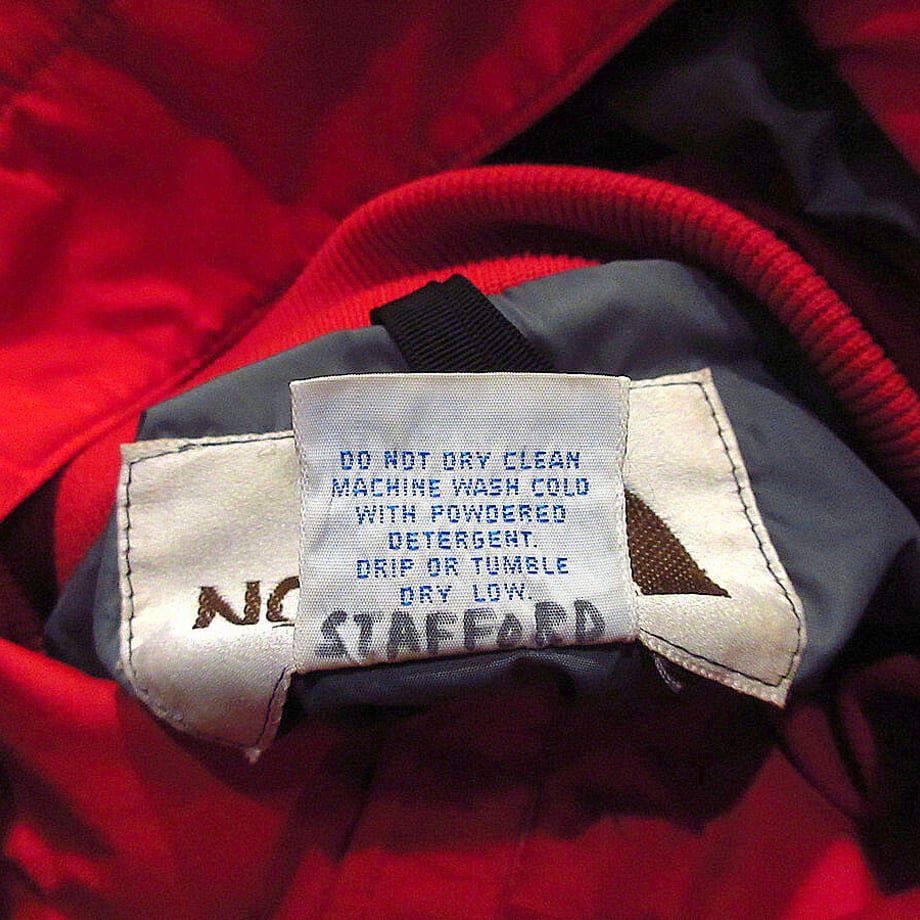 DO NOT DRY CLEAN
MACHINE WASH COLD
WITH POWDERED
DETERGENT.
DRIP OR TUMBLE
DRY LOW.
STAFFORD